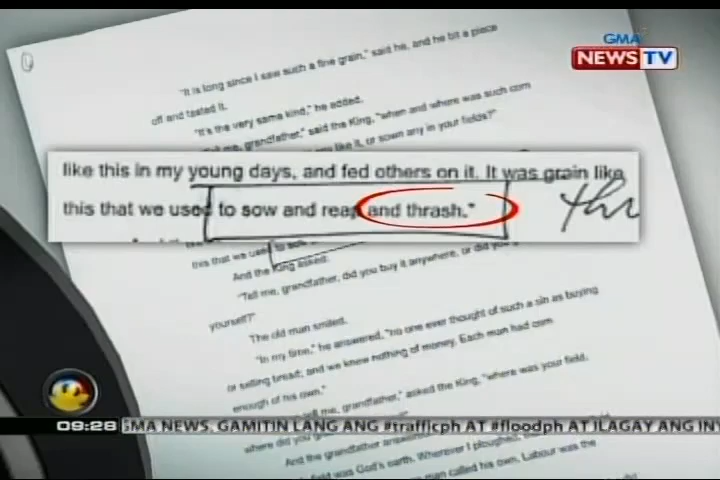 GMA
NEWS TV
"It is long since I saw such a fine grain," said he, and he bit a piece
off and tasted it.
"It's the very same kind," he added.
me, grandfather," said the King, "when and where was such corn
like it, or sown any in your fields?"
like this in my young days, and fed others on it. It was grain like
this that we used to sow and reap and thrash."
thr
this that we used to sow
And the King asked:
"Tell me, grandfather, did you buy it anywhere, or did
yourself?"
The old man smiled.
"In my time," he answered, "no one ever thought of such a sin as buying
or selling bread; and we knew nothing of money. Each man had corn
enough of his own."
me, grandfather," asked the King, "where was your field,
09:28 GMA NEWS, GAMITIN LANG ANG #trafficph AT #floodph AT ILAGAY ANG INY
where did you
And the grandfather answered
field was God's earth. Wherever I ploughed,
man called his own. Labour was the